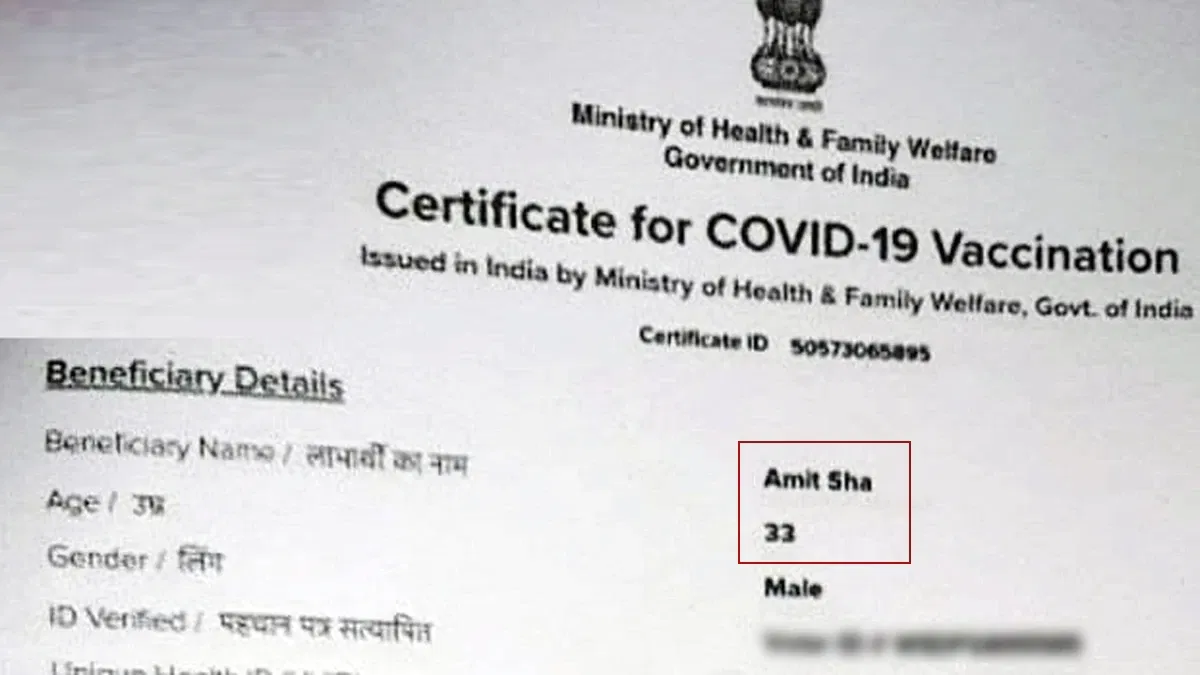 Ministry of Health & Family Welfare
Government of India
Certificate for COVID-19 Vaccination
Issued in India by Ministry of Health & Family Welfare, Govt. of India
Certificate ID 50573065895
Beneficiary Details
Beneficiary Name / लाभार्थी का नाम Amit Sha
Age / उम्र 33
Gender / लिंग Male
ID Verified / पहचान पत्र सत्यापित